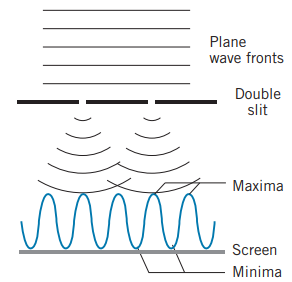 Plane
wave fronts
Double
slit
Maxima
Screen
Minima